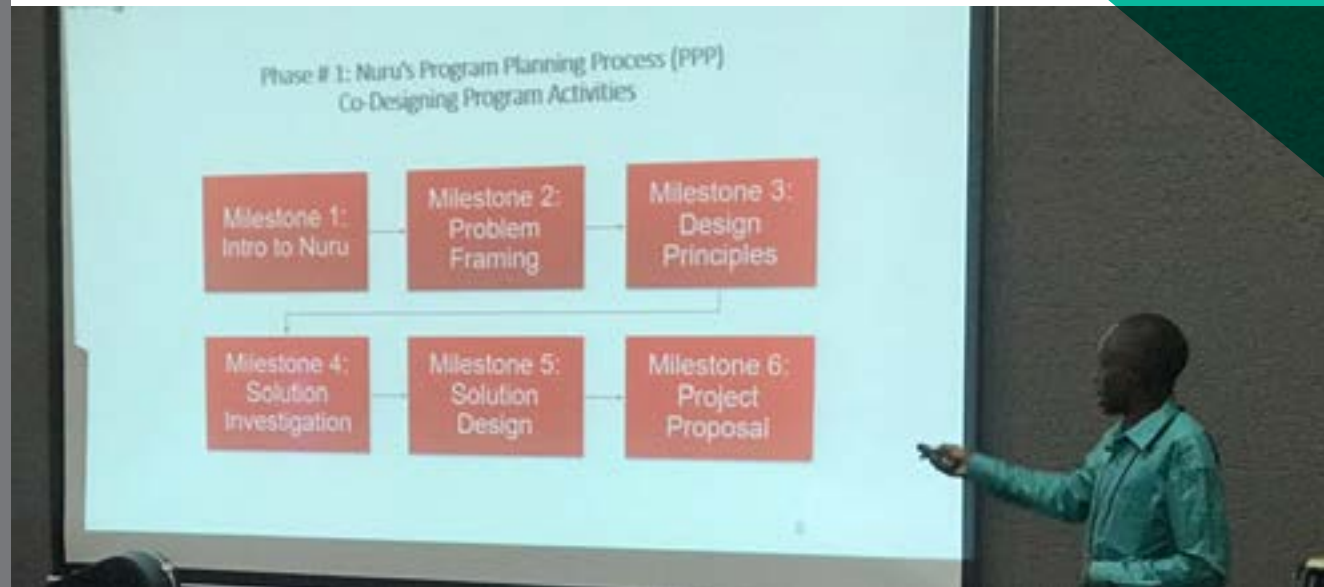 Phase # 1: Nuru's Program Planning Process (PPP)
Co-Designing Program Activities
Milestone 1:
Intro to Nuru
Milestone 2:
Problem
Framing
Milestone 3:
Design
Principles
Milestone 4:
Solution
Investigation
Milestone 5:
Solution
Design
Milestone 6:
Project
Proposal